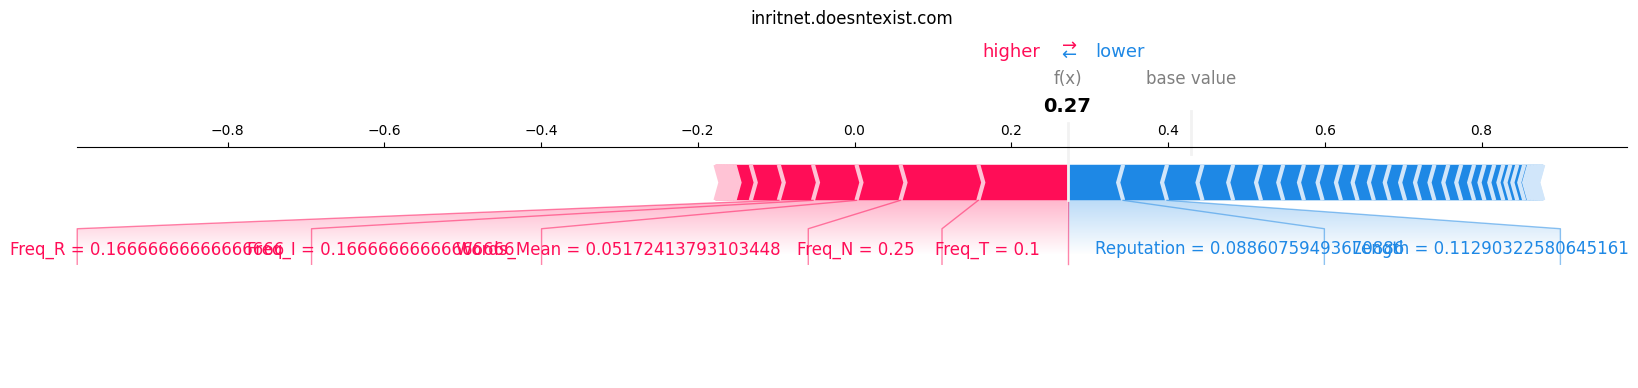 inritnet.doesntexist.com
higher → ← lower
f(x) base value
0.27
−0.8 −0.6 −0.4 −0.2 0.0 0.2 0.4 0.6 0.8
Freq_R = 0.16666666666666666 Freq_I = 0.16666666666666666 Words_Mean = 0.05172413793103448 Freq_N = 0.25 Freq_T = 0.1 Reputation = 0.08860759493670886 Length = 0.11290322580645161